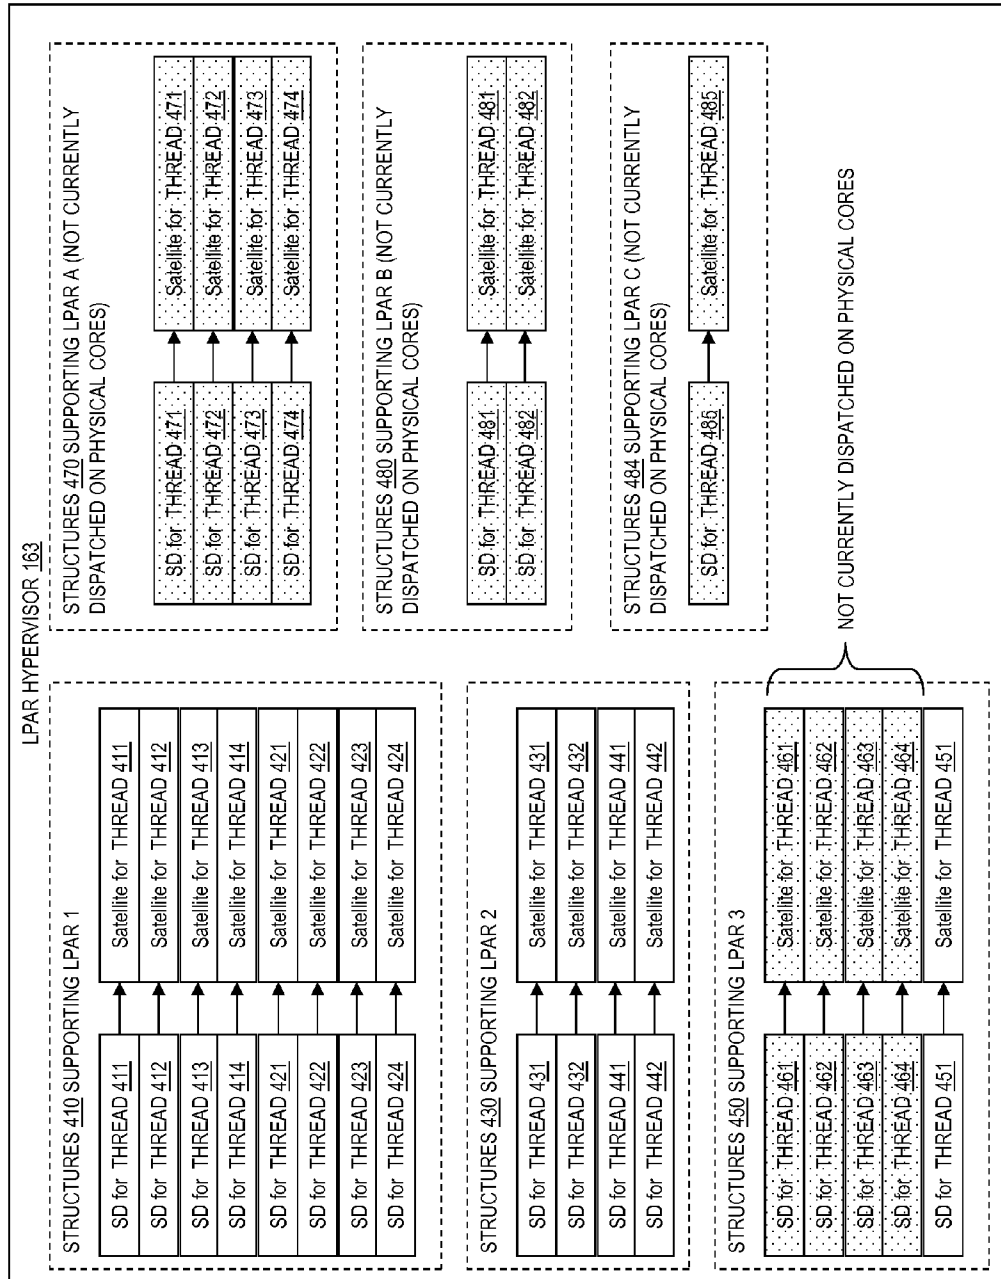 LPAR HYPERVISOR 163
STRUCTURES 410 SUPPORTING LPAR 1
SD for THREAD 411
Satellite for THREAD 411
SD for THREAD 412
Satellite for THREAD 412
SD for THREAD 413
Satellite for THREAD 413
SD for THREAD 414
Satellite for THREAD 414
SD for THREAD 421
Satellite for THREAD 421
SD for THREAD 422
Satellite for THREAD 422
SD for THREAD 423
Satellite for THREAD 423
SD for THREAD 424
Satellite for THREAD 424
STRUCTURES 430 SUPPORTING LPAR 2
SD for THREAD 431
Satellite for THREAD 431
SD for THREAD 432
Satellite for THREAD 432
SD for THREAD 441
Satellite for THREAD 441
SD for THREAD 442
Satellite for THREAD 442
STRUCTURES 450 SUPPORTING LPAR 3
SD for THREAD 461
Satellite for THREAD 461
SD for THREAD 462
Satellite for THREAD 462
SD for THREAD 463
Satellite for THREAD 463
SD for THREAD 464
Satellite for THREAD 464
SD for THREAD 451
Satellite for THREAD 451
NOT CURRENTLY DISPATCHED ON PHYSICAL CORES
STRUCTURES 470 SUPPORTING LPAR A (NOT CURRENTLY
DISPATCHED ON PHYSICAL CORES)
SD for THREAD 471
Satellite for THREAD 471
SD for THREAD 472
Satellite for THREAD 472
SD for THREAD 473
Satellite for THREAD 473
SD for THREAD 474
Satellite for THREAD 474
STRUCTURES 480 SUPPORTING LPAR B (NOT CURRENTLY
DISPATCHED ON PHYSICAL CORES)
SD for THREAD 481
Satellite for THREAD 481
SD for THREAD 482
Satellite for THREAD 482
STRUCTURES 484 SUPPORTING LPAR C (NOT CURRENTLY
DISPATCHED ON PHYSICAL CORES)
SD for THREAD 485
Satellite for THREAD 485